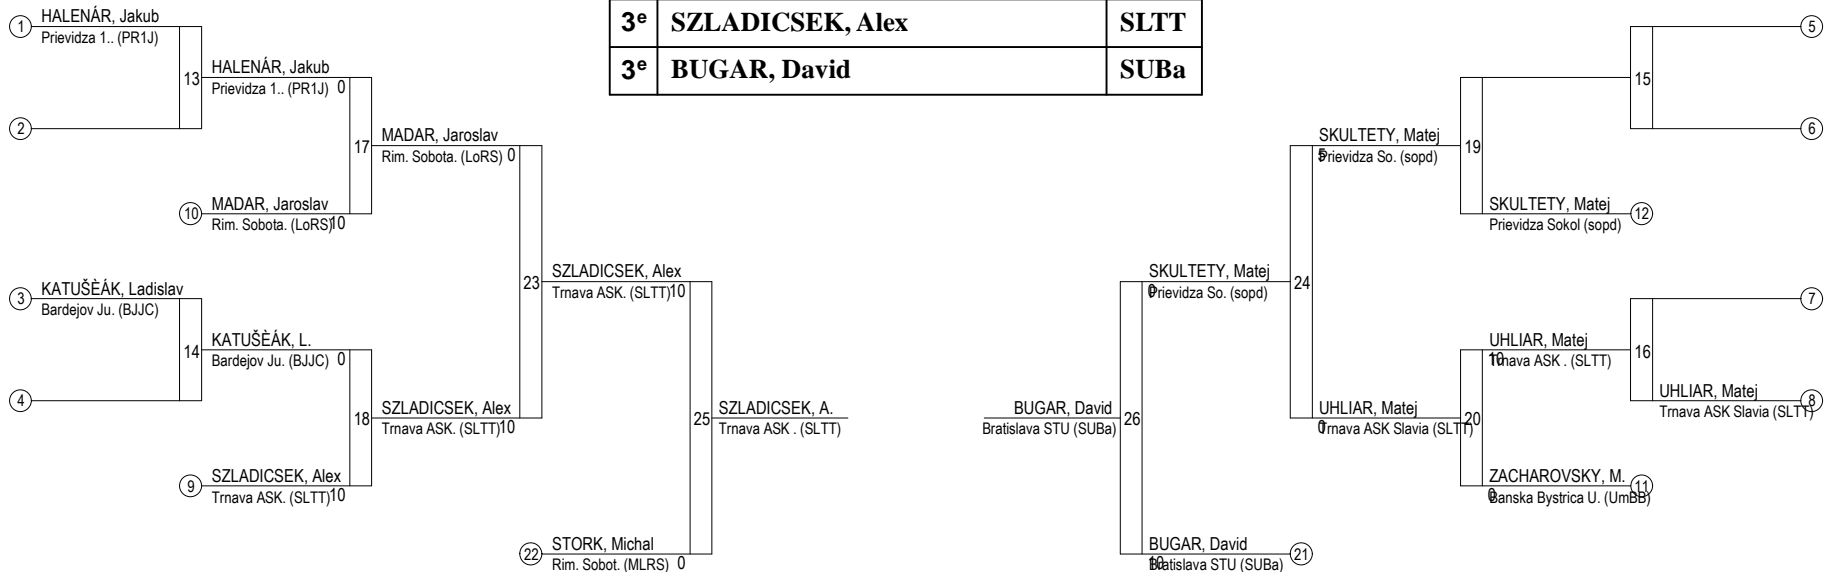 3e SZLADICSEK, Alex SLTT
3e BUGAR, David SUBa
1 HALENÁR, Jakub
Prievidza 1.. (PR1J)
2
13 HALENÁR, Jakub
Prievidza 1.. (PR1J) 0
10 MADAR, Jaroslav
Rim. Sobota. (LoRS) 10
17 MADAR, Jaroslav
Rim. Sobota. (LoRS) 0
3 KATUŠÈÁK, Ladislav
Bardejov Ju. (BJJC)
4
14 KATUŠÈÁK, L.
Bardejov Ju. (BJJC) 0
9 SZLADICSEK, Alex
Trnava ASK. (SLTT) 10
18 SZLADICSEK, Alex
Trnava ASK. (SLTT) 10
23 SZLADICSEK, Alex
Trnava ASK. (SLTT) 10
22 STORK, Michal
Rim. Sobot. (MLRS) 0
25 SZLADICSEK, A.
Trnava ASK . (SLTT)
BUGAR, David 26
Bratislava STU (SUBa)
SKULTETY, Matej 24
0 Prievidza So. (sopd)
BUGAR, David 21
10 Bratislava STU (SUBa)
SKULTETY, Matej 19
5 Prievidza So. (sopd)
UHLIAR, Matej 20
0 Trnava ASK Slavia (SLTT)
15
5
6
SKULTETY, Matej 12
Prievidza Sokol (sopd)
UHLIAR, Matej 16
10 Trnava ASK . (SLTT)
7
UHLIAR, Matej 8
Trnava ASK Slavia (SLTT)
ZACHAROVSKY, M. 11
0 Banska Bystrica U. (UmBB)